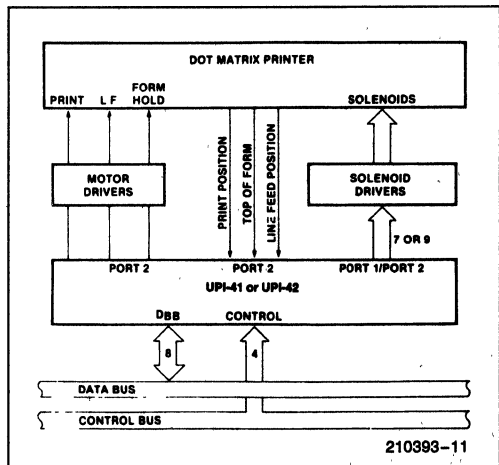 DOT MATRIX PRINTER
FORM
PRINT L F HOLD SOLENOIDS
MOTOR
DRIVERS
PRINT POSITION
TOP OF FORM
LINE FEED POSITION
SOLENOID
DRIVERS
7 OR 9
PORT 2 PORT 2 PORT 1/PORT 2
UPI-41 or UPI-42
DBB CONTROL
8 4
DATA BUS
CONTROL BUS
210393-11